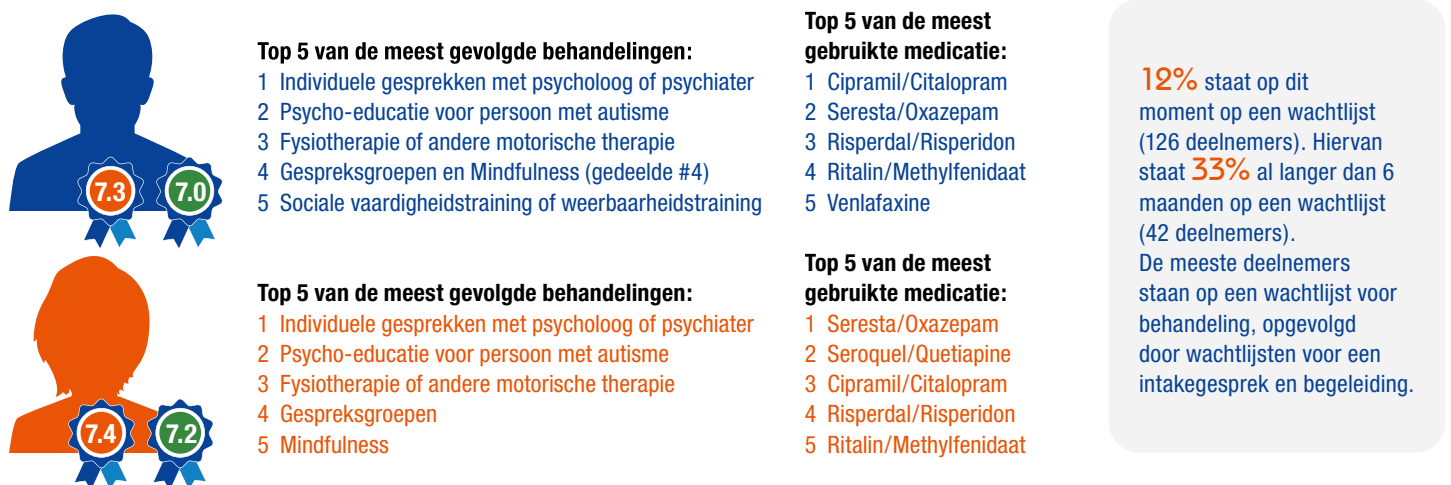 7.3
7.0
Top 5 van de meest gevolgde behandelingen:
1 Individuele gesprekken met psycholoog of psychiater
2 Psycho-educatie voor persoon met autisme
3 Fysiotherapie of andere motorische therapie
4 Gespreksgroepen en Mindfulness (gedeelde #4)
5 Sociale vaardigheidstraining of weerbaarheidstraining
Top 5 van de meest
gebruikte medicatie:
1 Cipramil/Citalopram
2 Seresta/Oxazepam
3 Risperdal/Risperidon
4 Ritalin/Methylfenidaat
5 Venlafaxine
7.4
7.2
Top 5 van de meest gevolgde behandelingen:
1 Individuele gesprekken met psycholoog of psychiater
2 Psycho-educatie voor persoon met autisme
3 Fysiotherapie of andere motorische therapie
4 Gespreksgroepen
5 Mindfulness
Top 5 van de meest
gebruikte medicatie:
1 Seresta/Oxazepam
2 Seroquel/Quetiapine
3 Cipramil/Citalopram
4 Risperdal/Risperidon
5 Ritalin/Methylfenidaat
12% staat op dit
moment op een wachtlijst
(126 deelnemers). Hiervan
staat 33% al langer dan 6
maanden op een wachtlijst
(42 deelnemers).
De meeste deelnemers
staan op een wachtlijst voor
behandeling, opgevolgd
door wachtlijsten voor een
intakegesprek en begeleiding.